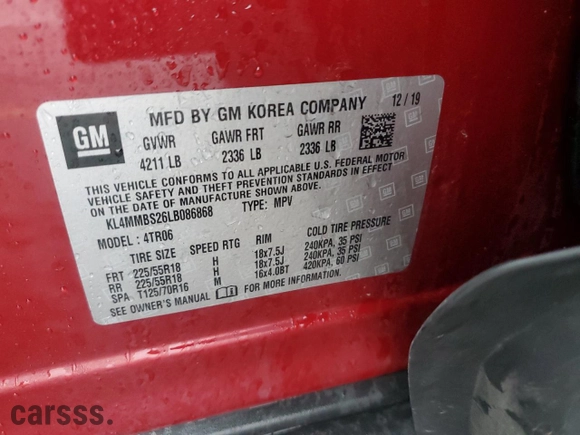 MFD BY GM KOREA COMPANY 12/19
GM
GVWR GAWR FRT GAWR RR
4211 LB 2336 LB 2336 LB
THIS VEHICLE CONFORMS TO ALL APPLICABLE U.S. FEDERAL MOTOR
VEHICLE SAFETY AND THEFT PREVENTION STANDARDS IN EFFECT
ON THE DATE OF MANUFACTURE SHOWN ABOVE.
KL4MMBS26LB086868 TYPE: MPV
MODEL: 4TR06
TIRE SIZE SPEED RTG RIM COLD TIRE PRESSURE
FRT 225/55R18 H 18x7.5J 240KPA, 35 PSI
RR 225/55R18 H 18x7.5J 240KPA, 35 PSI
SPA T125/70R16 M 16x4.0BT 420KPA, 60 PSI
SEE OWNER'S MANUAL FOR MORE INFORMATION.
carsss.